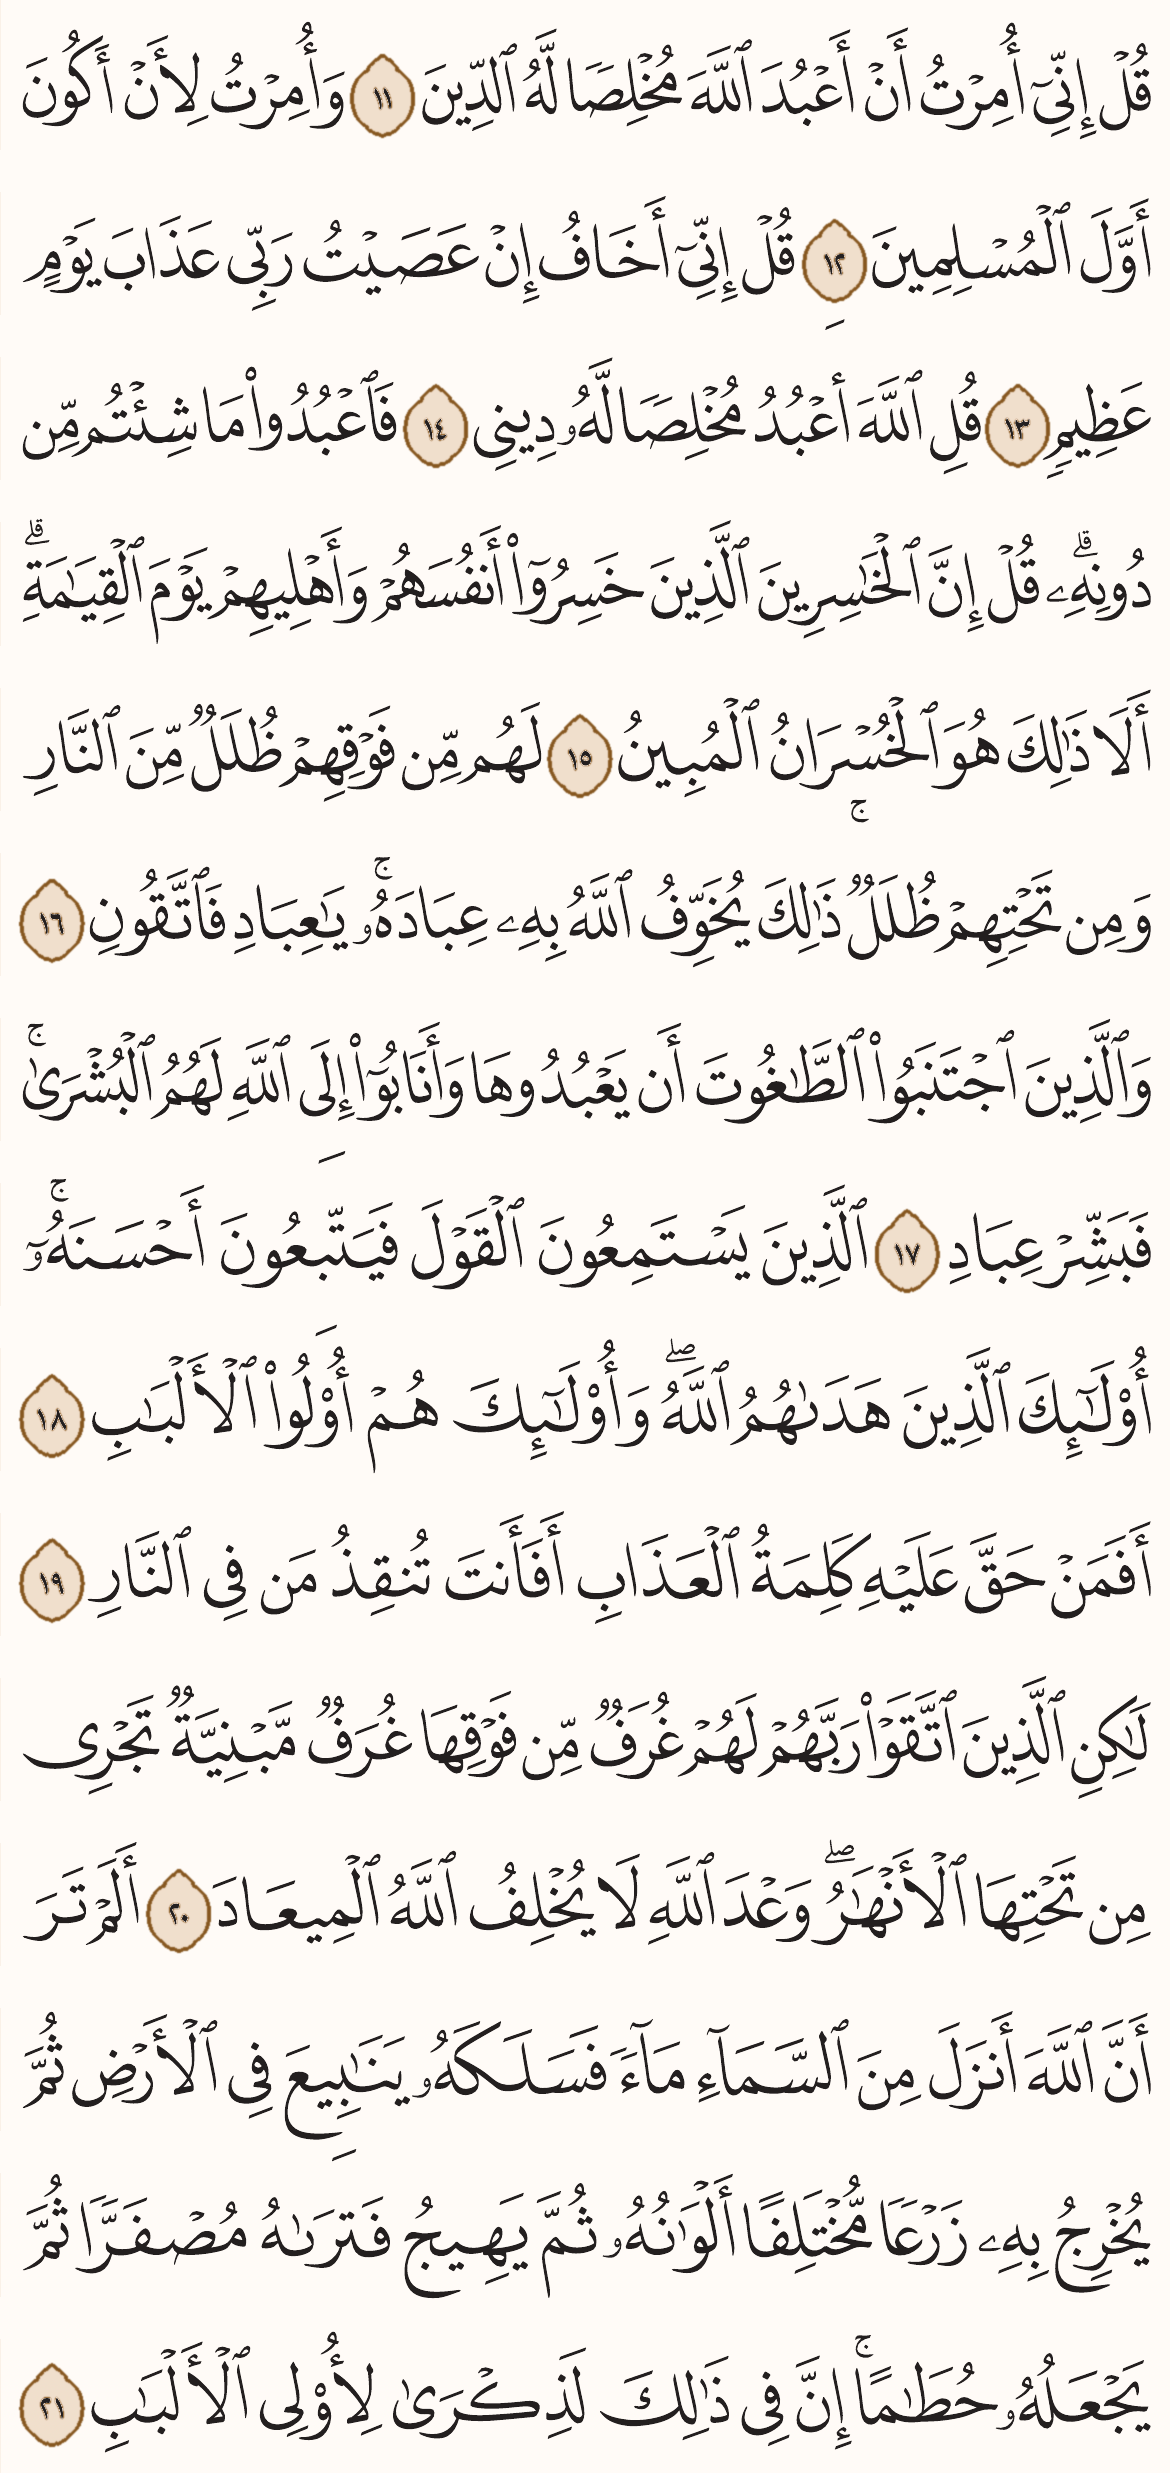 قُلۡ إِنِّيٓ أُمِرۡتُ أَنۡ أَعۡبُدَ ٱللَّهَ مُخۡلِصٗا لَّهُ ٱلدِّينَ ١١ وَأُمِرۡتُ لِأَنۡ أَكُونَ
أَوَّلَ ٱلۡمُسۡلِمِينَ ١٢ قُلۡ إِنِّيٓ أَخَافُ إِنۡ عَصَيۡتُ رَبِّي عَذَابَ يَوۡمٍ
عَظِيمٖ ١٣ قُلِ ٱللَّهَ أَعۡبُدُ مُخۡلِصٗا لَّهُۥ دِينِي ١٤ فَٱعۡبُدُواْ مَا شِئۡتُم مِّن
دُونِهِۦۗ قُلۡ إِنَّ ٱلۡخَٰسِرِينَ ٱلَّذِينَ خَسِرُوٓاْ أَنفُسَهُمۡ وَأَهۡلِيهِمۡ يَوۡمَ ٱلۡقِيَٰمَةِۗ
أَلَا ذَٰلِكَ هُوَ ٱلۡخُسۡرَانُ ٱلۡمُبِينُ ١٥ لَهُم مِّن فَوۡقِهِمۡ ظُلَلٞ مِّنَ ٱلنَّارِ
وَمِن تَحۡتِهِمۡ ظُلَلٞۚ ذَٰلِكَ يُخَوِّفُ ٱللَّهُ بِهِۦ عِبَادَهُۥۚ يَٰعِبَادِ فَٱتَّقُونِ ١٦
وَٱلَّذِينَ ٱجۡتَنَبُواْ ٱلطَّٰغُوتَ أَن يَعۡبُدُوهَا وَأَنَابُوٓاْ إِلَى ٱللَّهِ لَهُمُ ٱلۡبُشۡرَىٰۚ
فَبَشِّرۡ عِبَادِ ١٧ ٱلَّذِينَ يَسۡتَمِعُونَ ٱلۡقَوۡلَ فَيَتَّبِعُونَ أَحۡسَنَهُۥٓۚ
أُوْلَٰٓئِكَ ٱلَّذِينَ هَدَىٰهُمُ ٱللَّهُۖ وَأُوْلَٰٓئِكَ هُمۡ أُوْلُواْ ٱلۡأَلۡبَٰبِ ١٨
أَفَمَنۡ حَقَّ عَلَيۡهِ كَلِمَةُ ٱلۡعَذَابِ أَفَأَنتَ تُنقِذُ مَن فِي ٱلنَّارِ ١٩
لَٰكِنِ ٱلَّذِينَ ٱتَّقَوۡاْ رَبَّهُمۡ لَهُمۡ غُرَفٞ مِّن فَوۡقِهَا غُرَفٞ مَّبۡنِيَّةٞ تَجۡرِي
مِن تَحۡتِهَا ٱلۡأَنۡهَٰرُۖ وَعۡدَ ٱللَّهِ لَا يُخۡلِفُ ٱللَّهُ ٱلۡمِيعَادَ ٢٠ أَلَمۡ تَرَ
أَنَّ ٱللَّهَ أَنزَلَ مِنَ ٱلسَّمَآءِ مَآءٗ فَسَلَكَهُۥ يَنَٰبِيعَ فِي ٱلۡأَرۡضِ ثُمَّ
يُخۡرِجُ بِهِۦ زَرۡعٗا مُّخۡتَلِفًا أَلۡوَٰنُهُۥ ثُمَّ يَهِيجُ فَتَرَىٰهُ مُصۡفَرّٗا ثُمَّ
يَجۡعَلُهُۥ حُطَٰمًاۚ إِنَّ فِي ذَٰلِكَ لَذِكۡرَىٰ لِأُوْلِي ٱلۡأَلۡبَٰبِ ٢١